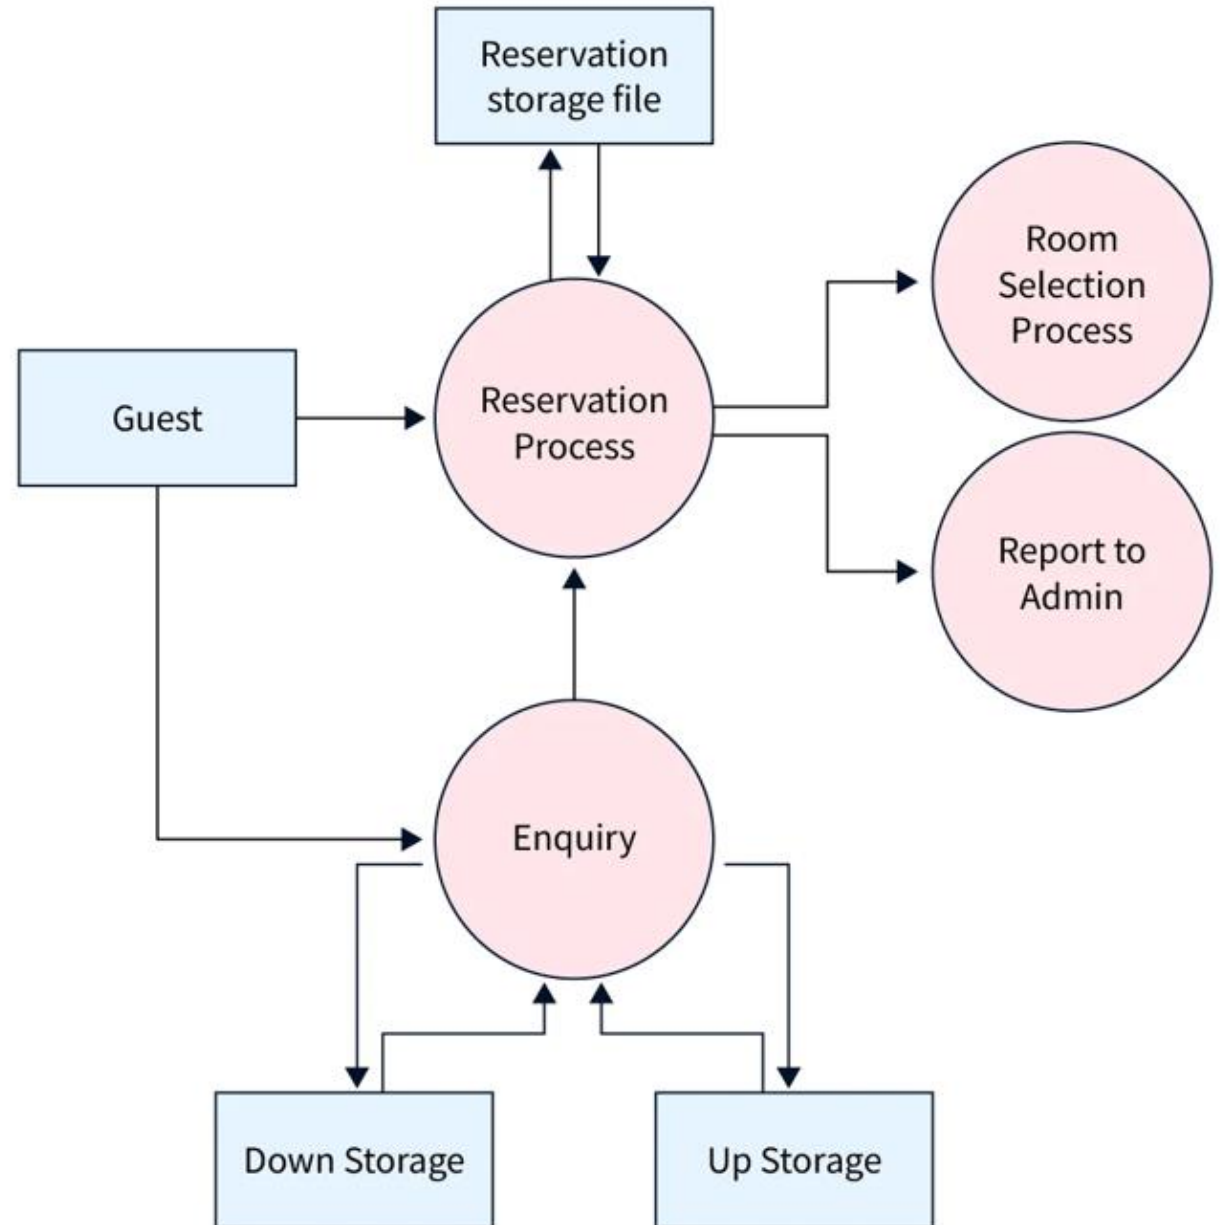 Reservation
storage file
Room
Selection
Process
Guest
Reservation
Process
Report to
Admin
Enquiry
Down Storage
Up Storage